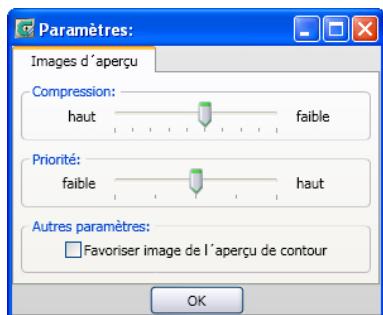 Paramètres:
Images d´aperçu
Compression:
haut faible
Priorité:
faible haut
Autres paramètres:
Favoriser image de l´aperçu de contour
OK